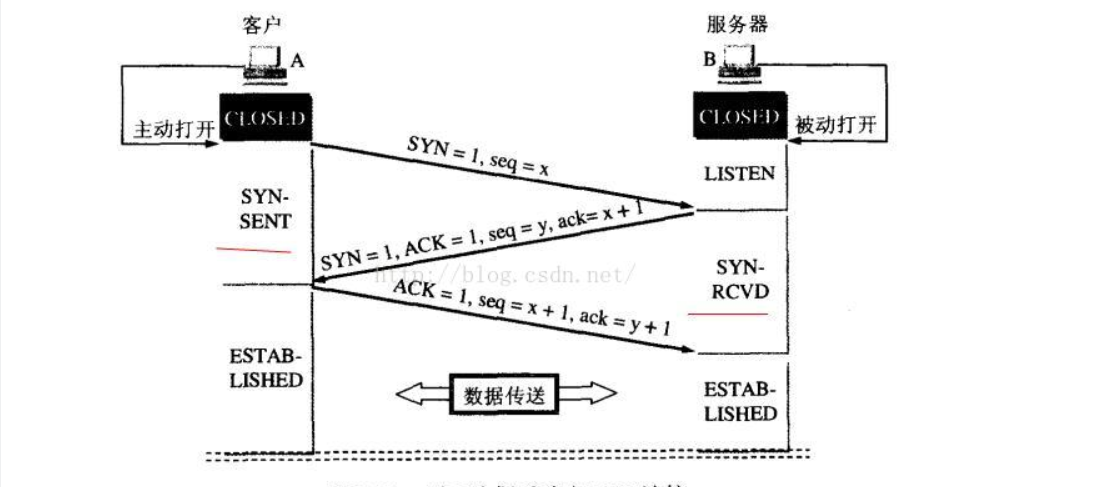 客户
服务器
A
B
CLOSED
CLOSED
主动打开
被动打开
SYN = 1, seq = x
LISTEN
SYN-
SENT
SYN = 1, ACK = 1, seq = y, ack= x + 1
http://blog.csdn.net/
SYN-
RCVD
ACK = 1, seq = x + 1, ack = y + 1
ESTAB-
LISHED
数据传送
ESTAB-
LISHED